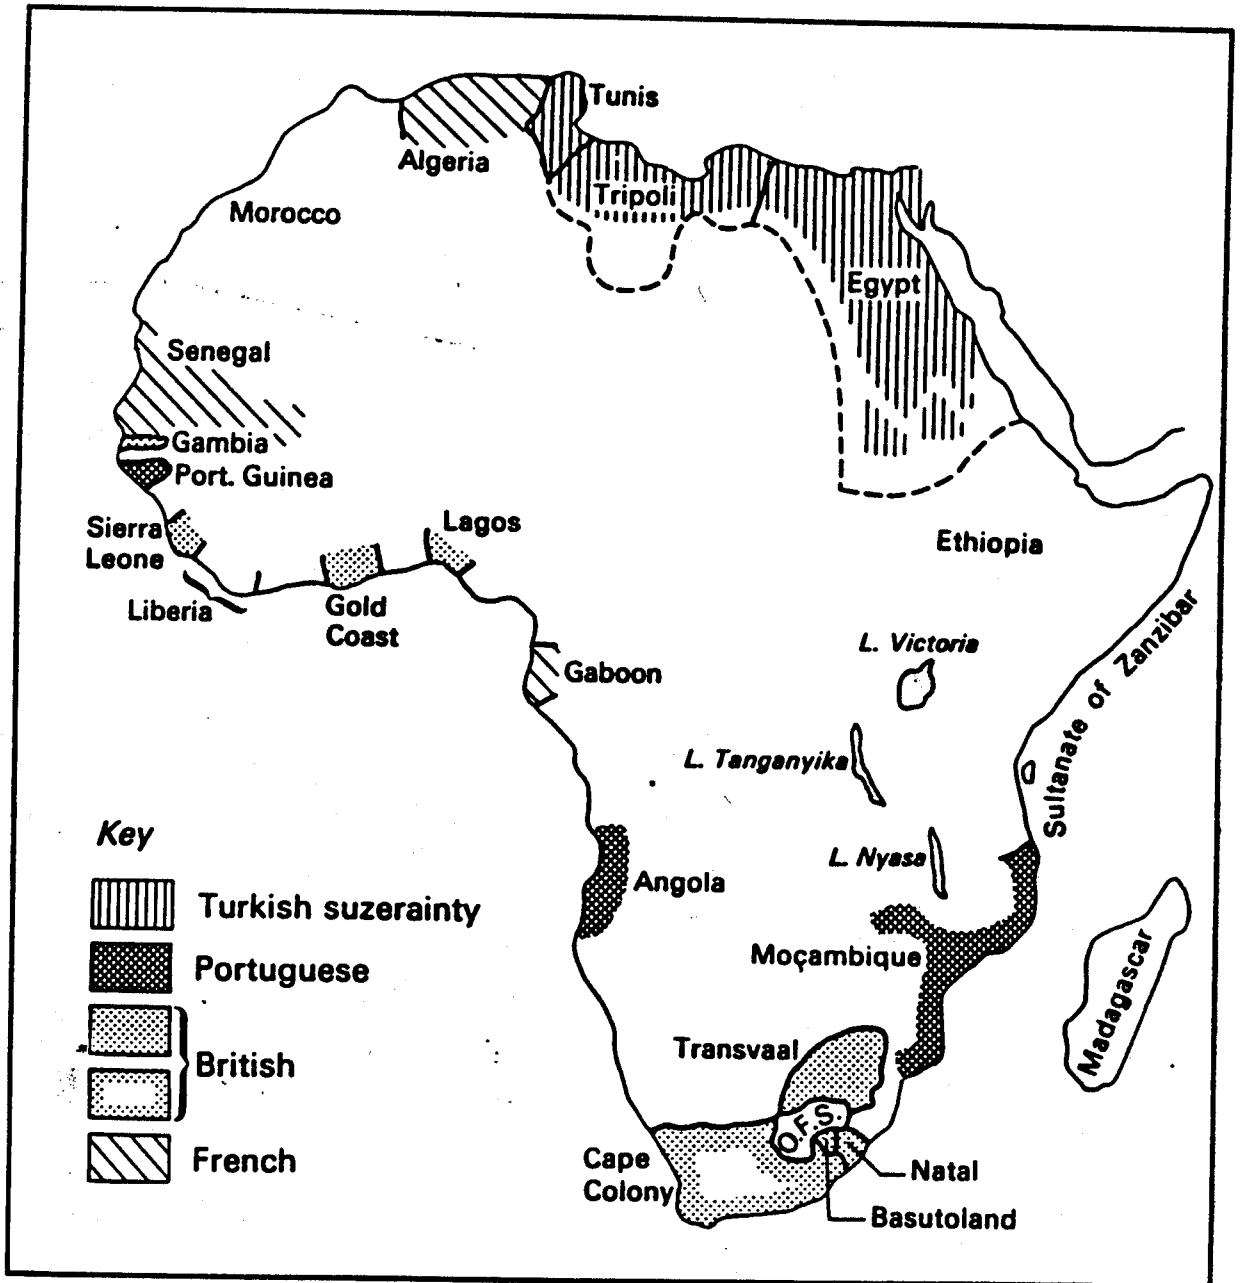 Tunis
Algeria
Tripoli
Morocco
Egypt
Senegal
Gambia
Port. Guinea
Sierra
Leone
Lagos
Ethiopia
Liberia
Gold
Coast
Gaboon
L. Victoria
Sultanate of Zanzibar
L. Tanganyika
L. Nyasa
Angola
Moçambique
Madagascar
Transvaal
O.F.S.
Cape
Colony
Natal
Basutoland
Key
Turkish suzerainty
Portuguese
British
French